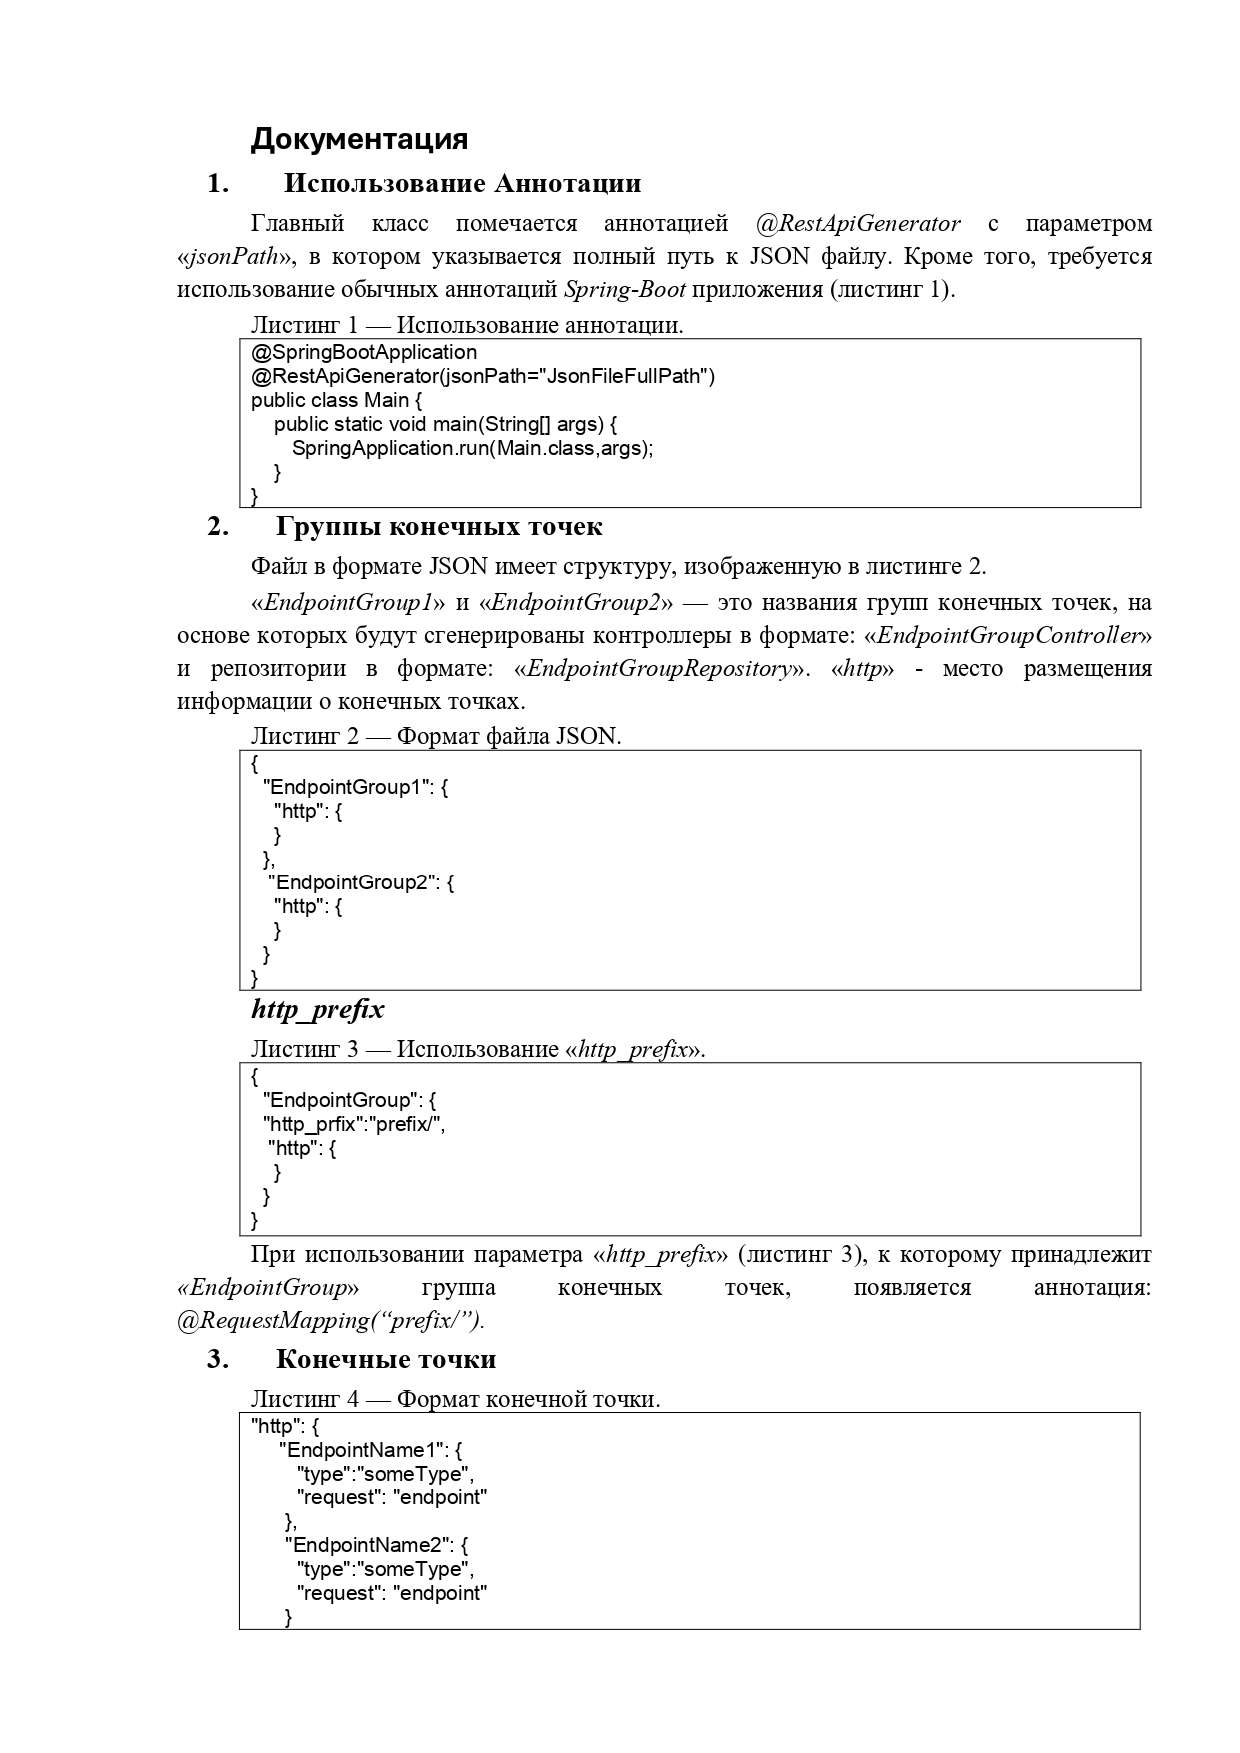 Документация
1. Использование Аннотации
Главный класс помечается аннотацией @RestApiGenerator с параметром
«jsonPath», в котором указывается полный путь к JSON файлу. Кроме того, требуется
использование обычных аннотаций Spring-Boot приложения (листинг 1).
Листинг 1 — Использование аннотации.
@SpringBootApplication
@RestApiGenerator(jsonPath="JsonFileFullPath")
public class Main {
    public static void main(String[] args) {
       SpringApplication.run(Main.class,args);
    }
}
2. Группы конечных точек
Файл в формате JSON имеет структуру, изображенную в листинге 2.
«EndpointGroup1» и «EndpointGroup2» — это названия групп конечных точек, на
основе которых будут сгенерированы контроллеры в формате: «EndpointGroupController»
и репозитории в формате: «EndpointGroupRepository». «http» - место размещения
информации о конечных точках.
Листинг 2 — Формат файла JSON.
{
  "EndpointGroup1": {
    "http": {
    }
  },
   "EndpointGroup2": {
    "http": {
    }
  }
}
http_prefix
Листинг 3 — Использование «http_prefix».
{
  "EndpointGroup": {
  "http_prfix":"prefix/",
   "http": {
    }
  }
}
При использовании параметра «http_prefix» (листинг 3), к которому принадлежит
«EndpointGroup» группа конечных точек, появляется аннотация:
@RequestMapping(“prefix/”).
3. Конечные точки
Листинг 4 — Формат конечной точки.
"http": {
     "EndpointName1": {
        "type":"someType",
        "request": "endpoint"
      },
      "EndpointName2": {
        "type":"someType",
        "request": "endpoint"
      }